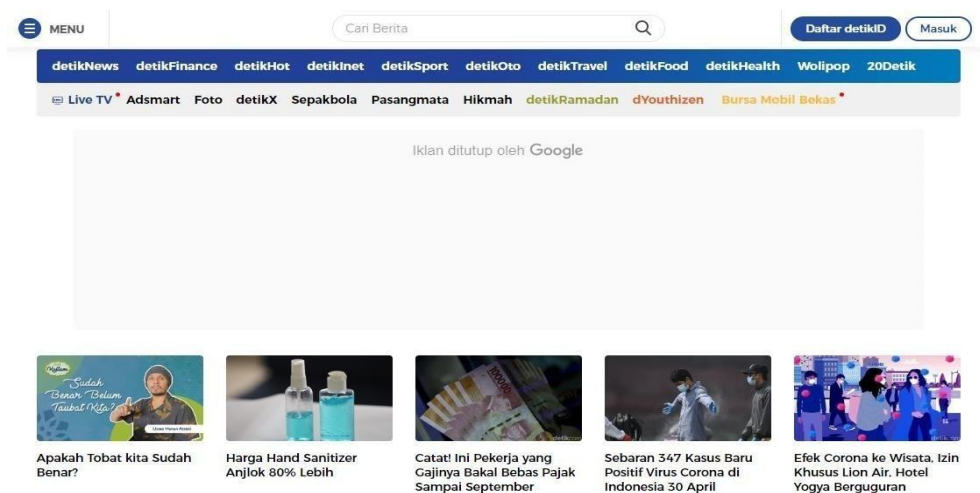 MENU
Cari Berita
Daftar detikID
Masuk
detikNews detikFinance detikHot detikInet detikSport detikOto detikTravel detikFood detikHealth Wolipop 20Detik
Live TV Adsmart Foto detikX Sepakbola Pasangmata Hikmah detikRamadan dYouthizen Bursa Mobil Bekas
Iklan ditutup oleh Google
Sudah
Benar Belum
Taubat Kita?
100000
Apakah Tobat kita Sudah
Benar?
Harga Hand Sanitizer
Anjlok 80% Lebih
Catat! Ini Pekerja yang
Gajinya Bakal Bebas Pajak
Sampai September
Sebaran 347 Kasus Baru
Positif Virus Corona di
Indonesia 30 April
Efek Corona ke Wisata, Izin
Khusus Lion Air, Hotel
Yogya Berguguran